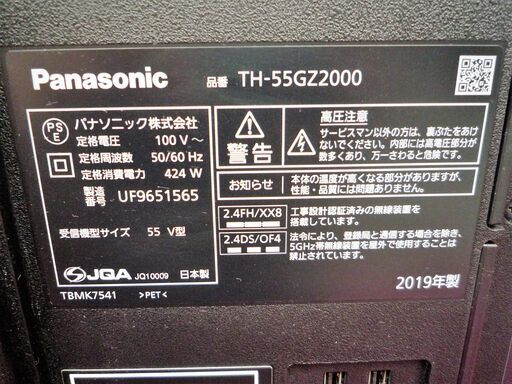 Panasonic
品番 TH-55GZ2000
PS
E
パナソニック株式会社
定格電圧 100 V～
定格周波数 50/60 Hz
定格消費電力 424 W
製造番号 UF9651565
受信機型サイズ 55 V型
JQA JQ10009 日本製
TBMK7541 >PET<
警告
高圧注意
サービスマン以外の方は、裏ぶたをあけ
ないでください。内部には高電圧部分が
数多くあり、万一さわると危険です。
お知らせ
本体の温度が高くなる部分がありますが、
性能・品質には問題ありません。
2.4FH/XX8
2.4DS/OF4
工事設計認証済みの無線装置を
搭載しています。
法令により、登録局と通信する場合を除き、
5GHz帯無線装置を屋外で使用する
ことは禁止されています。
2019年製